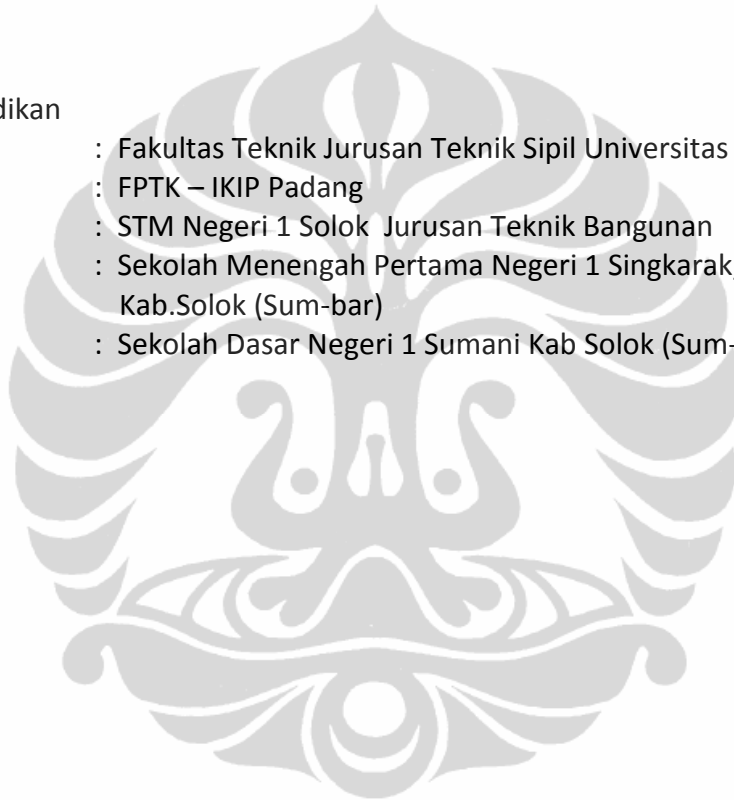 dikan
: Fakultas Teknik Jurusan Teknik Sipil Universitas
: FPTK – IKIP Padang
: STM Negeri 1 Solok Jurusan Teknik Bangunan
: Sekolah Menengah Pertama Negeri 1 Singkarak,
Kab.Solok (Sum-bar)
: Sekolah Dasar Negeri 1 Sumani Kab Solok (Sum-